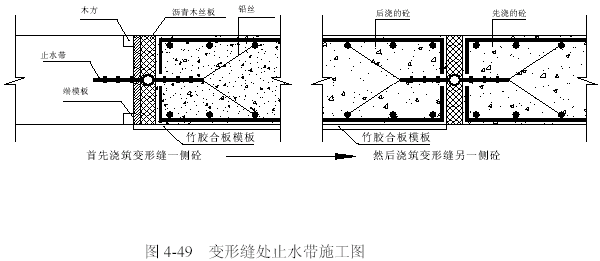 木方
沥青木丝板
铅丝
后浇的砼
先浇的砼
止水带
端模板
竹胶合板模板
竹胶合板模板
首先浇筑变形缝一侧砼
然后浇筑变形缝另一侧砼
图 4-49 变形缝处止水带施工图